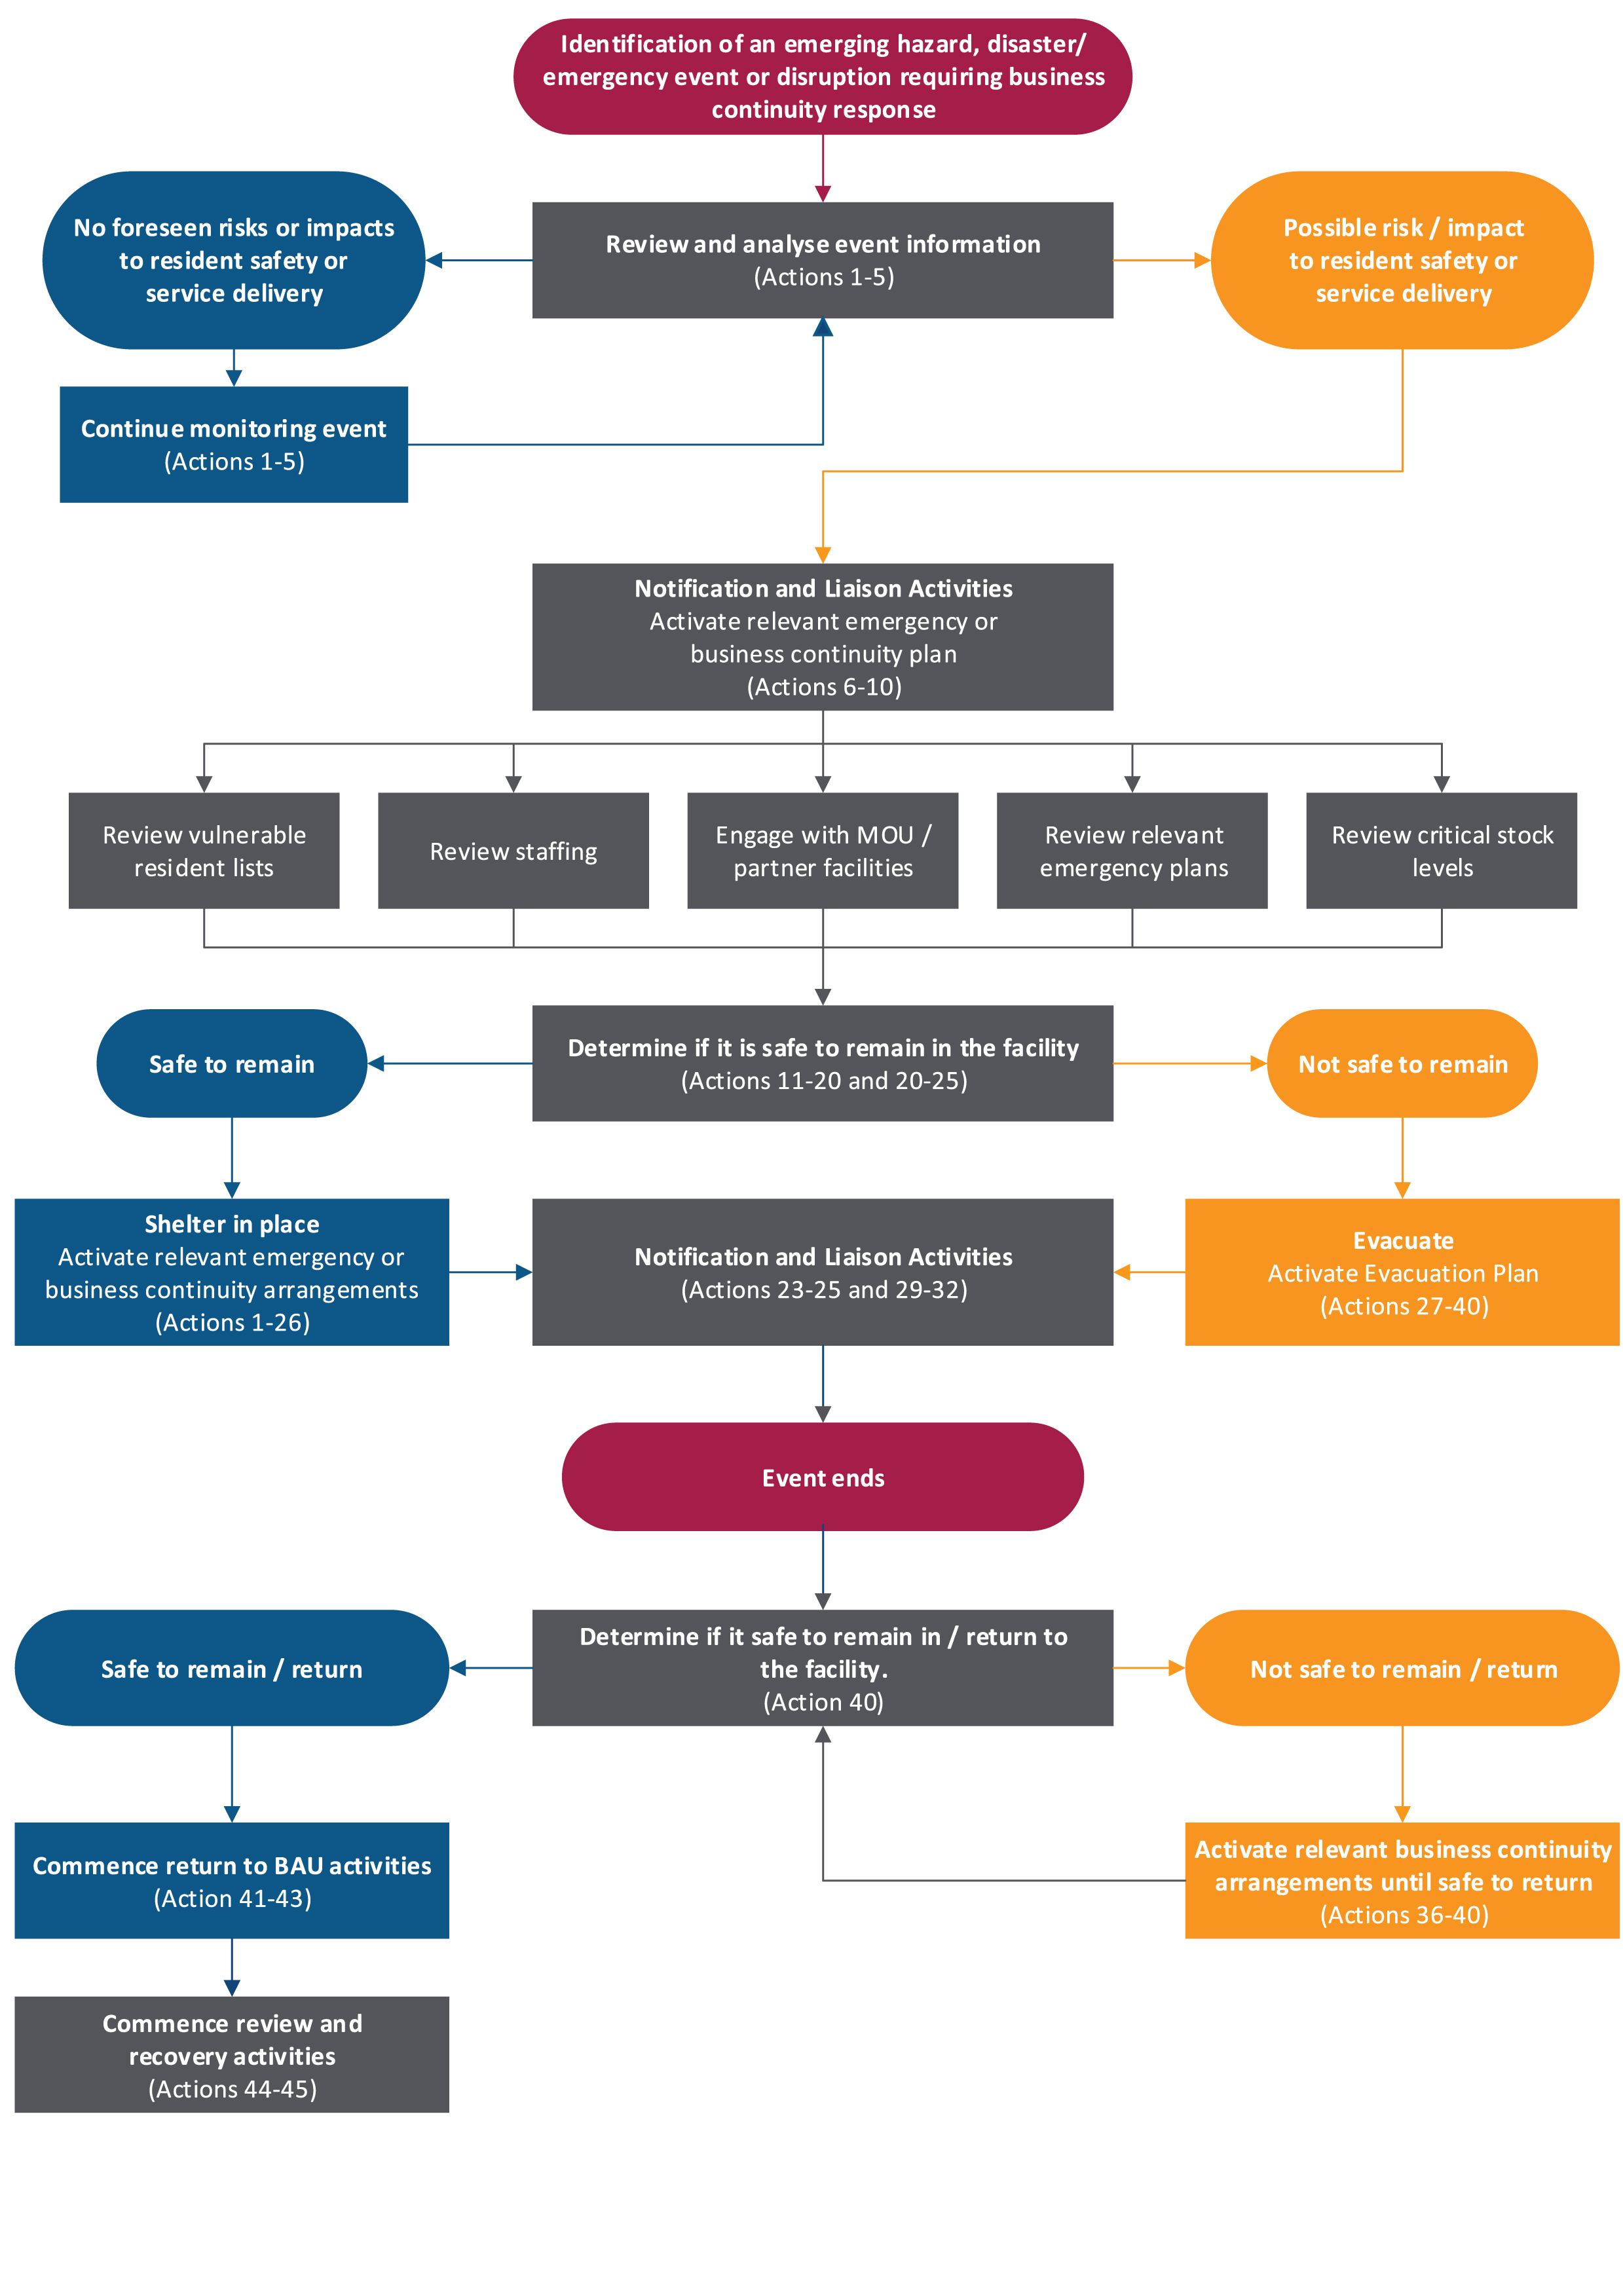 Identification of an emerging hazard, disaster/
emergency event or disruption requiring business
continuity response
No foreseen risks or impacts
to resident safety or
service delivery
Review and analyse event information
(Actions 1-5)
Possible risk / impact
to resident safety or
service delivery
Continue monitoring event
(Actions 1-5)
Notification and Liaison Activities
Activate relevant emergency or
business continuity plan
(Actions 6-10)
Review vulnerable
resident lists
Review staffing
Engage with MOU /
partner facilities
Review relevant
emergency plans
Review critical stock
levels
Safe to remain
Determine if it is safe to remain in the facility
(Actions 11-20 and 20-25)
Not safe to remain
Shelter in place
Activate relevant emergency or
business continuity arrangements
(Actions 1-26)
Notification and Liaison Activities
(Actions 23-25 and 29-32)
Evacuate
Activate Evacuation Plan
(Actions 27-40)
Event ends
Safe to remain / return
Determine if it safe to remain in / return to
the facility.
(Action 40)
Not safe to remain / return
Commence return to BAU activities
(Action 41-43)
Activate relevant business continuity
arrangements until safe to return
(Actions 36-40)
Commence review and
recovery activities
(Actions 44-45)